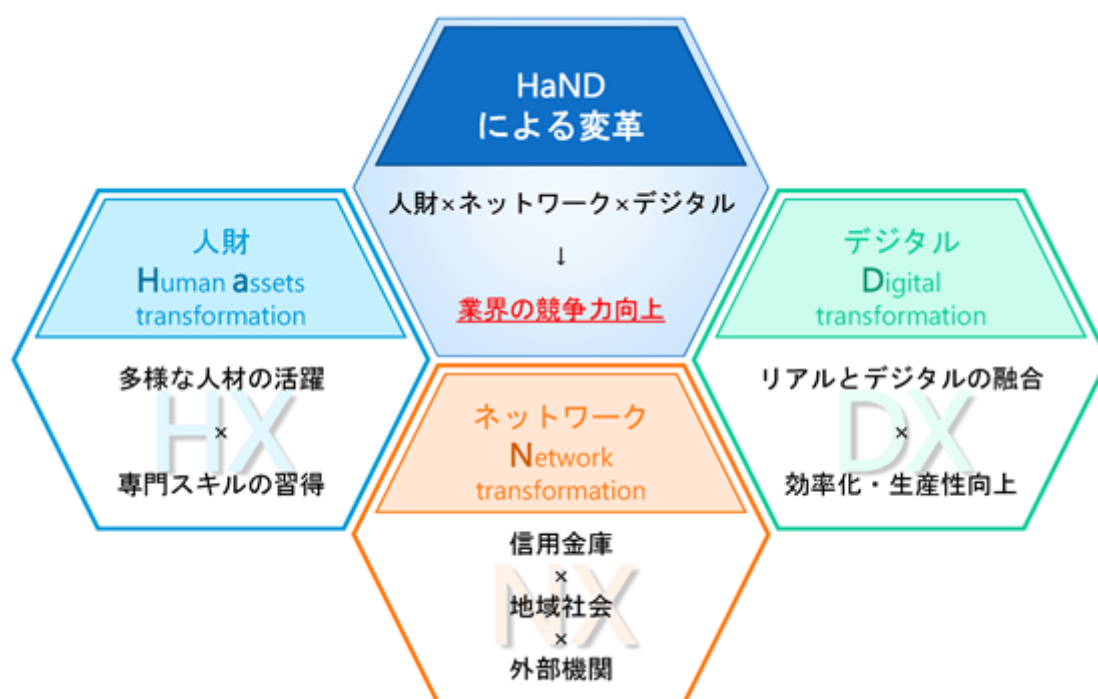 HaND
による変革
人財×ネットワーク×デジタル
↓
業界の競争力向上
人財
Human assets
transformation
HX
多様な人材の活躍
×
専門スキルの習得
ネットワーク
Network
transformation
NX
信用金庫
×
地域社会
×
外部機関
デジタル
Digital
transformation
DX
リアルとデジタルの融合
×
効率化・生産性向上